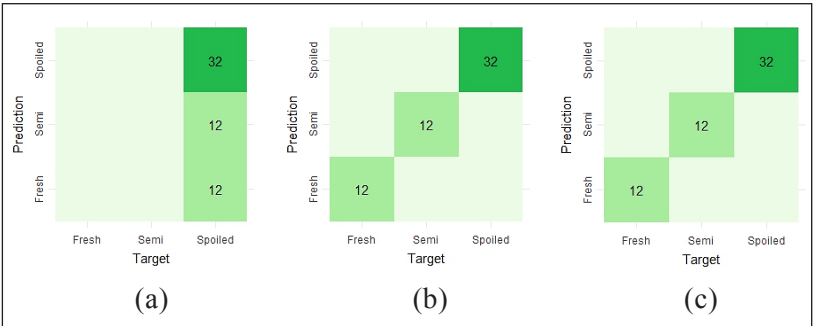 Spoiled
Semi
Fresh
Prediction
32
12
12
Fresh Semi Spoiled
Target
(a)
Spoiled
Semi
Fresh
Prediction
32
12
12
Fresh Semi Spoiled
Target
(b)
Spoiled
Semi
Fresh
Prediction
32
12
12
Fresh Semi Spoiled
Target
(c)